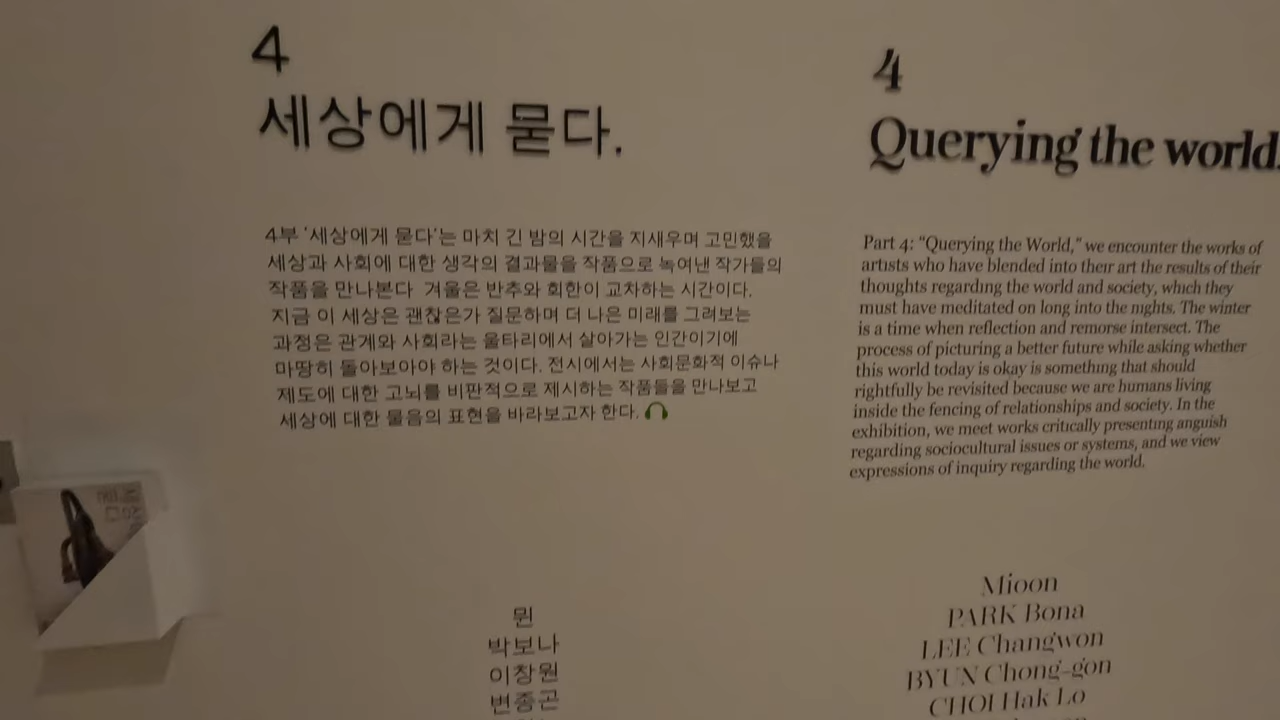 4
세상에게 묻다.
4부 '세상에게 묻다'는 마치 긴 밤의 시간을 지새우며 고민했을
세상과 사회에 대한 생각의 결과물을 작품으로 녹여낸 작가들의
작품을 만나본다 겨울은 반추와 회한이 교차하는 시간이다.
지금 이 세상은 괜찮은가 질문하며 더 나은 미래를 그려보는
과정은 관계와 사회라는 울타리에서 살아가는 인간이기에
마땅히 돌아보아야 하는 것이다. 전시에서는 사회문화적 이슈나
제도에 대한 고뇌를 비판적으로 제시하는 작품들을 만나보고
세상에 대한 물음의 표현을 바라보고자 한다.
뮌
박보나
이창원
변종곤
4
Querying the world.
Part 4: "Querying the World," we encounter the works of
artists who have blended into their art the results of their
thoughts regarding the world and society, which they
must have meditated on long into the nights. The winter
is a time when reflection and remorse intersect. The
process of picturing a better future while asking whether
this world today is okay is something that should
rightfully be revisited because we are humans living
inside the fencing of relationships and society. In the
exhibition, we meet works critically presenting anguish
regarding sociocultural issues or systems, and we view
expressions of inquiry regarding the world.
Mioon
PARK Bona
LEE Changwon
BYUN Chong-gon
CHOI Hak Lo